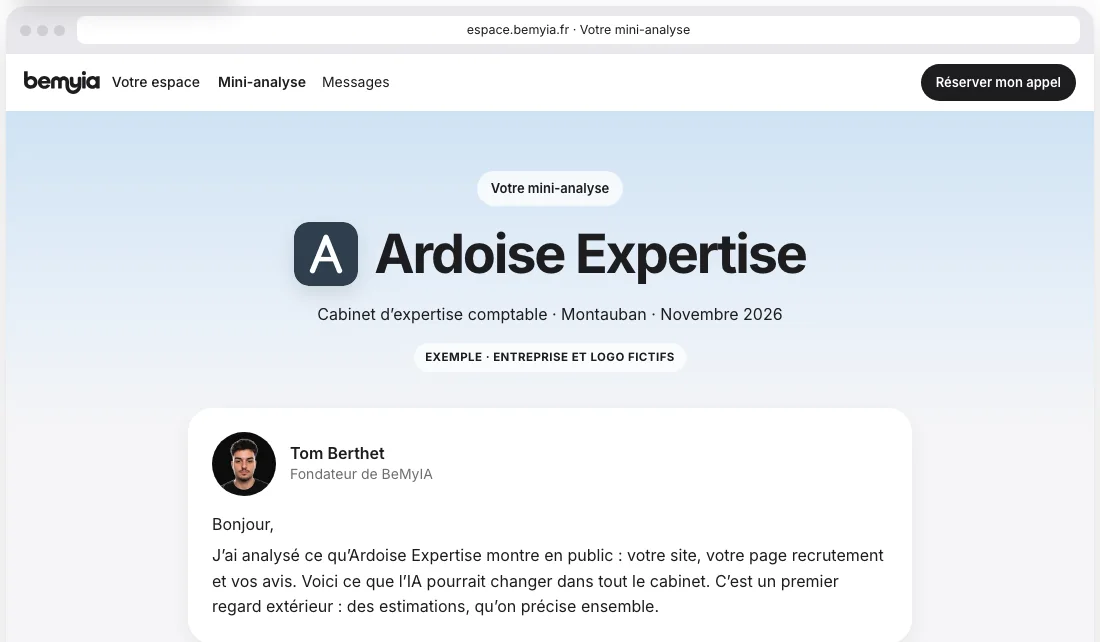 espace.bemyia.fr · Votre mini-analyse
bemyia Votre espace Mini-analyse Messages Réserver mon appel
Votre mini-analyse
A Ardoise Expertise
Cabinet d’expertise comptable · Montauban · Novembre 2026
EXEMPLE · ENTREPRISE ET LOGO FICTIFS
Tom Berthet
Fondateur de BeMyIA
Bonjour,
J’ai analysé ce qu’Ardoise Expertise montre en public : votre site, votre page recrutement
et vos avis. Voici ce que l’IA pourrait changer dans tout le cabinet. C’est un premier
regard extérieur : des estimations, qu’on précise ensemble.